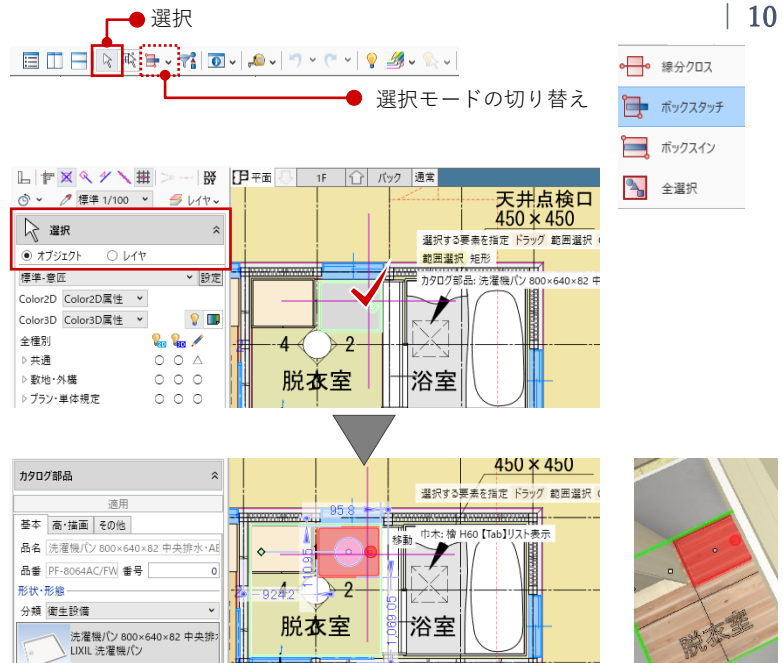 選択
10
選択モードの切り替え
線分クロス
ボックスタッチ
ボックスイン
全選択
標準 1/100
レイヤ
平面
1F
バック
通常
選択
オブジェクト
レイヤ
標準-意匠
設定
Color2D Color2D属性
Color3D Color3D属性
全種別
2D
3D
共通
敷地・外構
プラン・単体規定
天井点検口
450×450
選択する要素を指定 ドラッグ 範囲選択
範囲選択 矩形
カタログ部品: 洗濯機パン 800×640×82 中
4
2
脱衣室
浴室
カタログ部品
適用
基本
高・描画
その他
品名 洗濯機パン 800×640×82 中央排水・AE
品番 PF-8064AC/FW 番号 0
形状・形態
分類 衛生設備
洗濯機パン 800×640×82 中央排
LIXIL 洗濯機パン
450×450
選択する要素を指定 ドラッグ 範囲選択
95.8
移動
巾木: 檜 H60【Tab】リスト表示
110.95
924.2
1,089.05
4
2
脱衣室
浴室
脱衣室